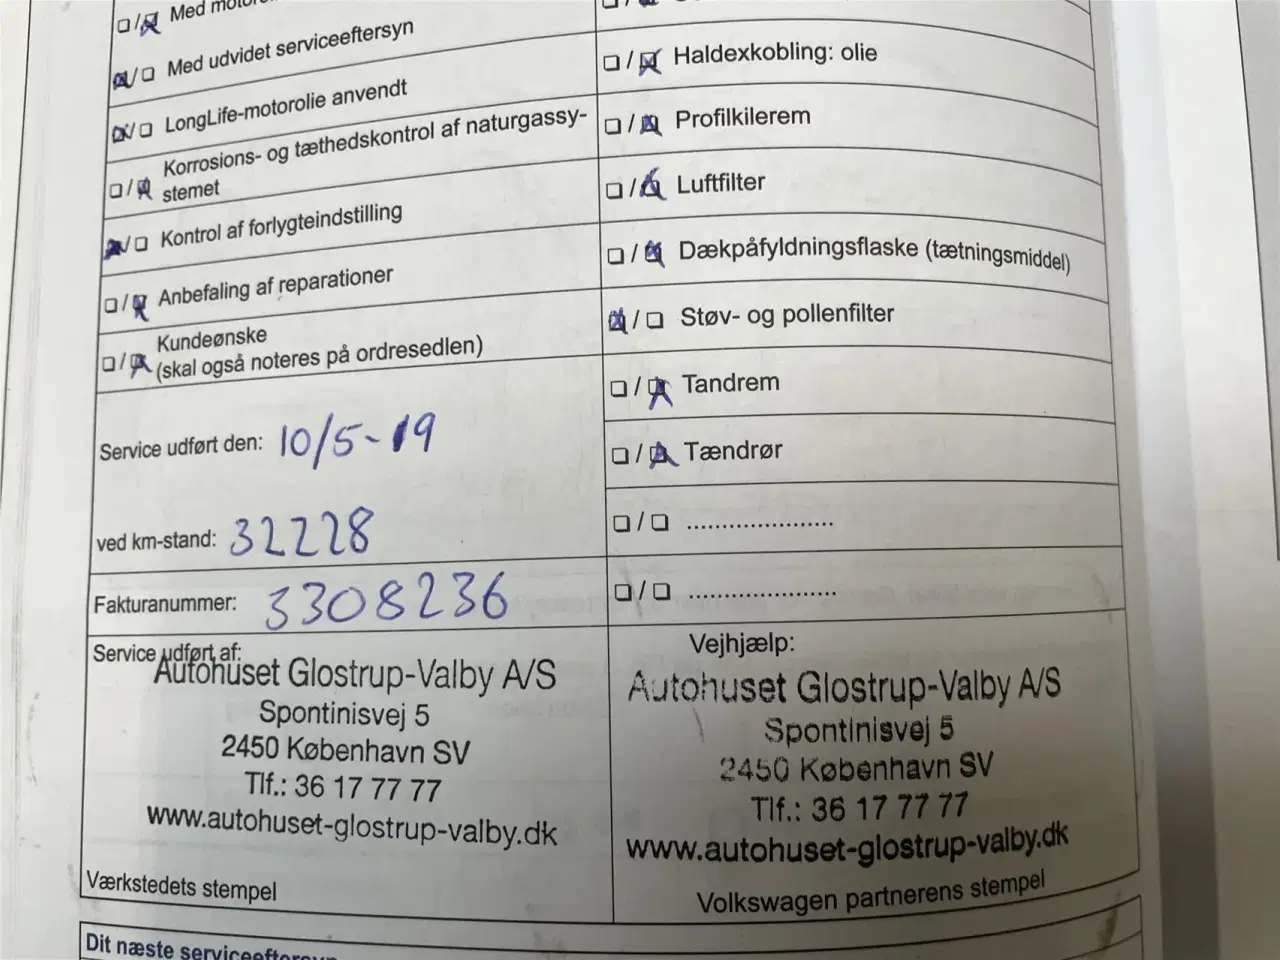 Med
Med udvidet serviceeftersyn
LongLife-motorolie anvendt
Korrosions- og tæthedskontrol af naturgassy-
stemet
Kontrol af forlygteindstilling
Anbefaling af reparationer
Kundeønske
(skal også noteres på ordresedlen)
Service udført den: 10/5-19
ved km-stand: 32228
Fakturanummer: 3308236
Service udført af:
Autohuset Glostrup-Valby A/S
Spontinisvej 5
2450 København SV
Tlf.: 36 17 77 77
www.autohuset-glostrup-valby.dk
Værkstedets stempel
Haldexkobling: olie
Profilkilerem
Luftfilter
Dækpåfyldningsflaske (tætningsmiddel)
Støv- og pollenfilter
Tandrem
Tændrør
.....................
.....................
Vejhjælp:
Autohuset Glostrup-Valby A/S
Spontinisvej 5
2450 København SV
Tlf.: 36 17 77 77
www.autohuset-glostrup-valby.dk
Volkswagen partnerens stempel
Dit næste serviceeftersyn